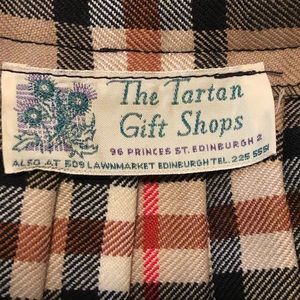 The Tartan
Gift Shops
96 PRINCES ST. EDINBURGH 2
ALSO AT 509 LAWNMARKET EDINBURGH TEL. 225 5551